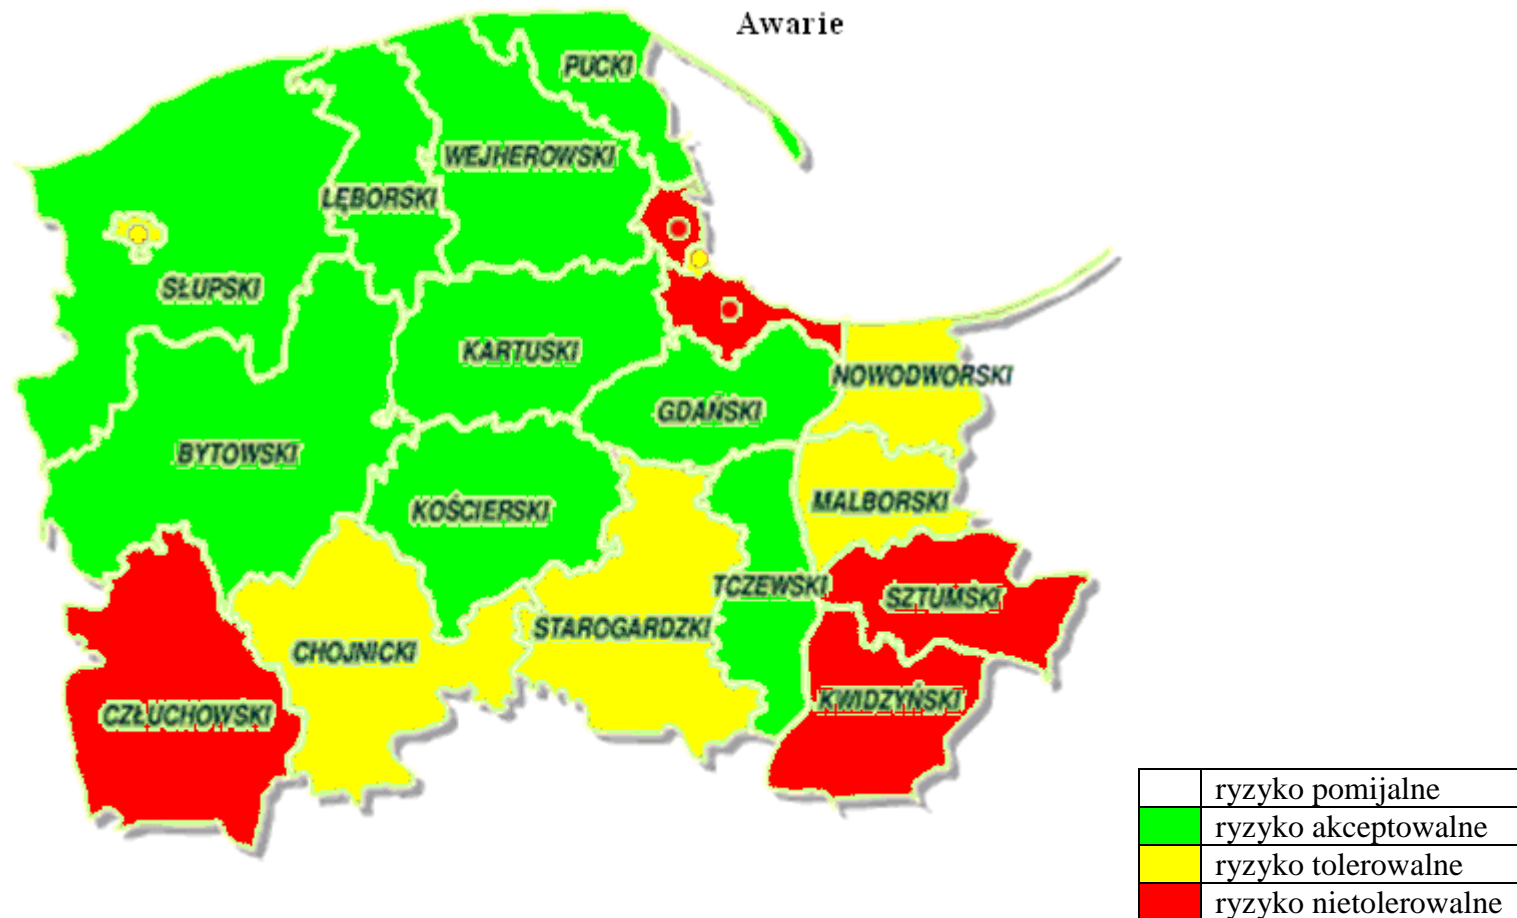 Awarie
PUCKI
WEJHEROWSKI
LĘBORSKI
SŁUPSKI
KARTUSKI
NOWODWORSKI
GDAŃSKI
BYTOWSKI
MALBORSKI
KOŚCIERSKI
TCZEWSKI
SZTUMSKI
STAROGARDZKI
CHOJNICKI
KWIDZYŃSKI
CZŁUCHOWSKI
ryzyko pomijalne
ryzyko akceptowalne
ryzyko tolerowalne
ryzyko nietolerowalne